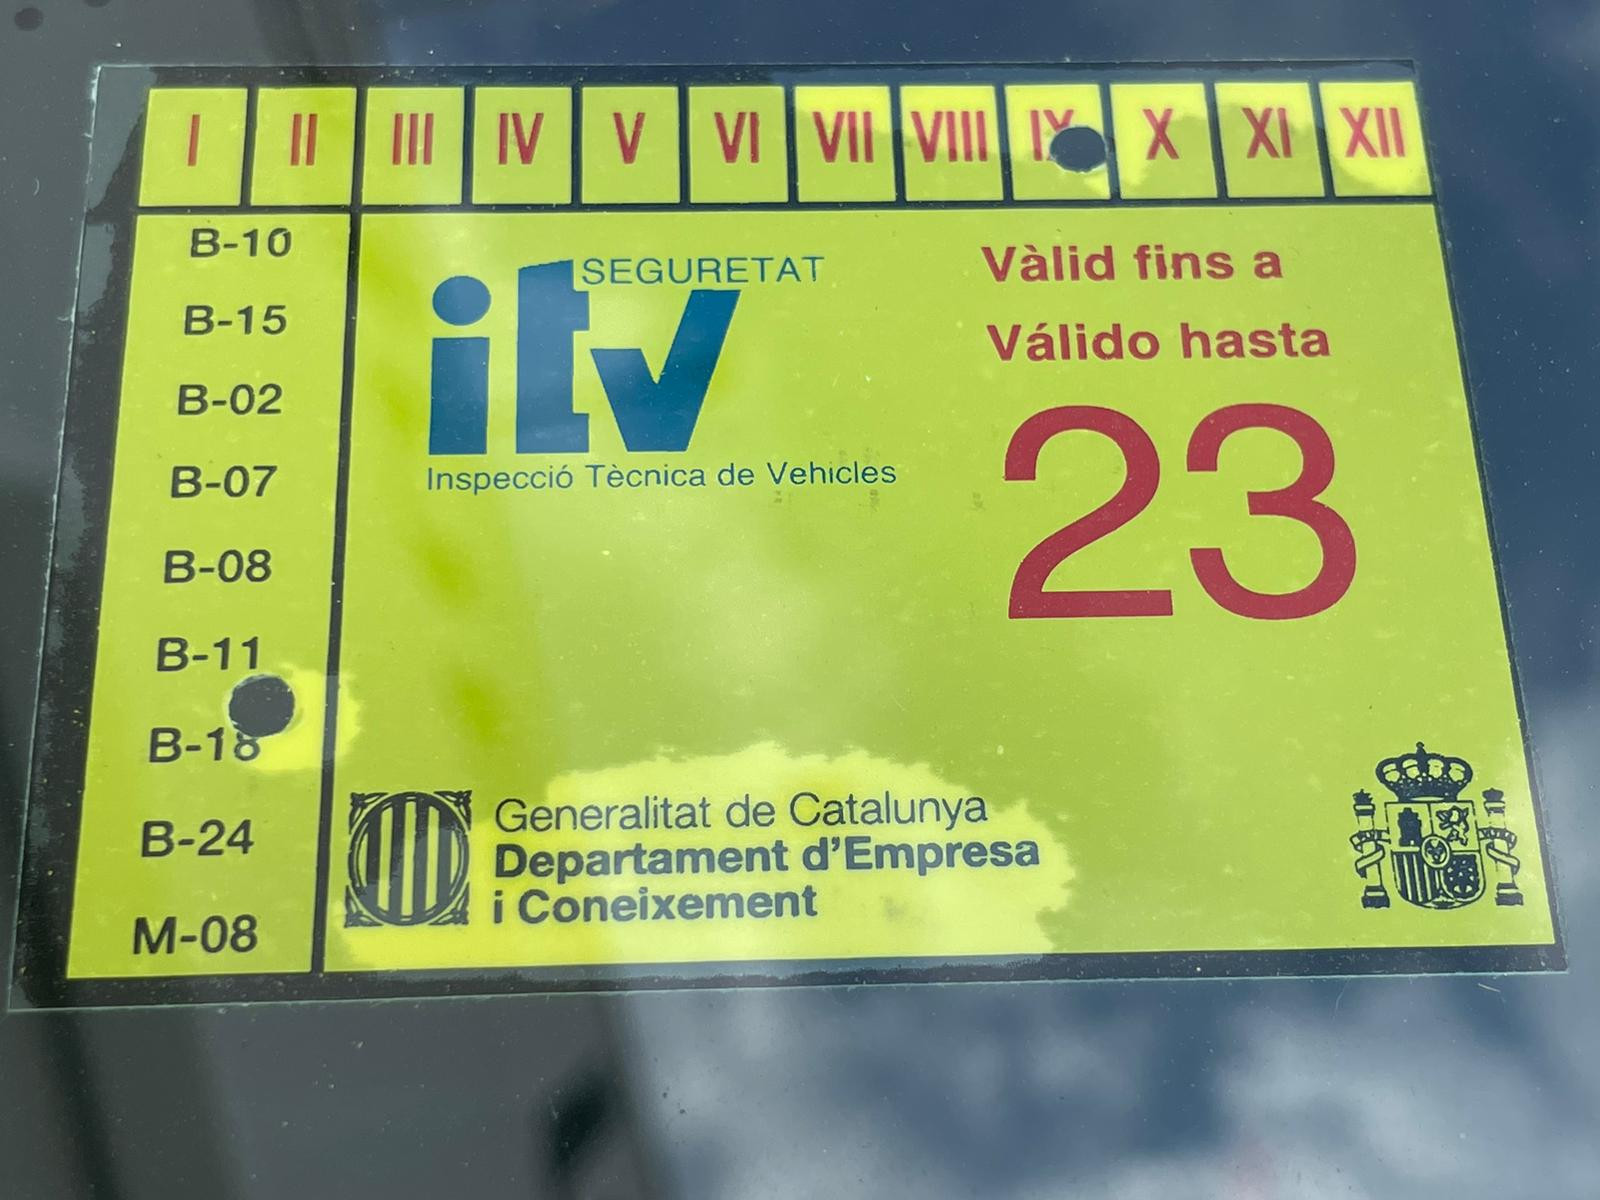 I II III IV V VI VII VIII IX X XI XII
B-10
B-15
B-02
B-07
B-08
B-11
B-18
B-24
M-08
SEGURETAT
itv
Inspecció Tècnica de Vehicles
Vàlid fins a
Válido hasta
23
Generalitat de Catalunya
Departament d'Empresa
i Coneixement